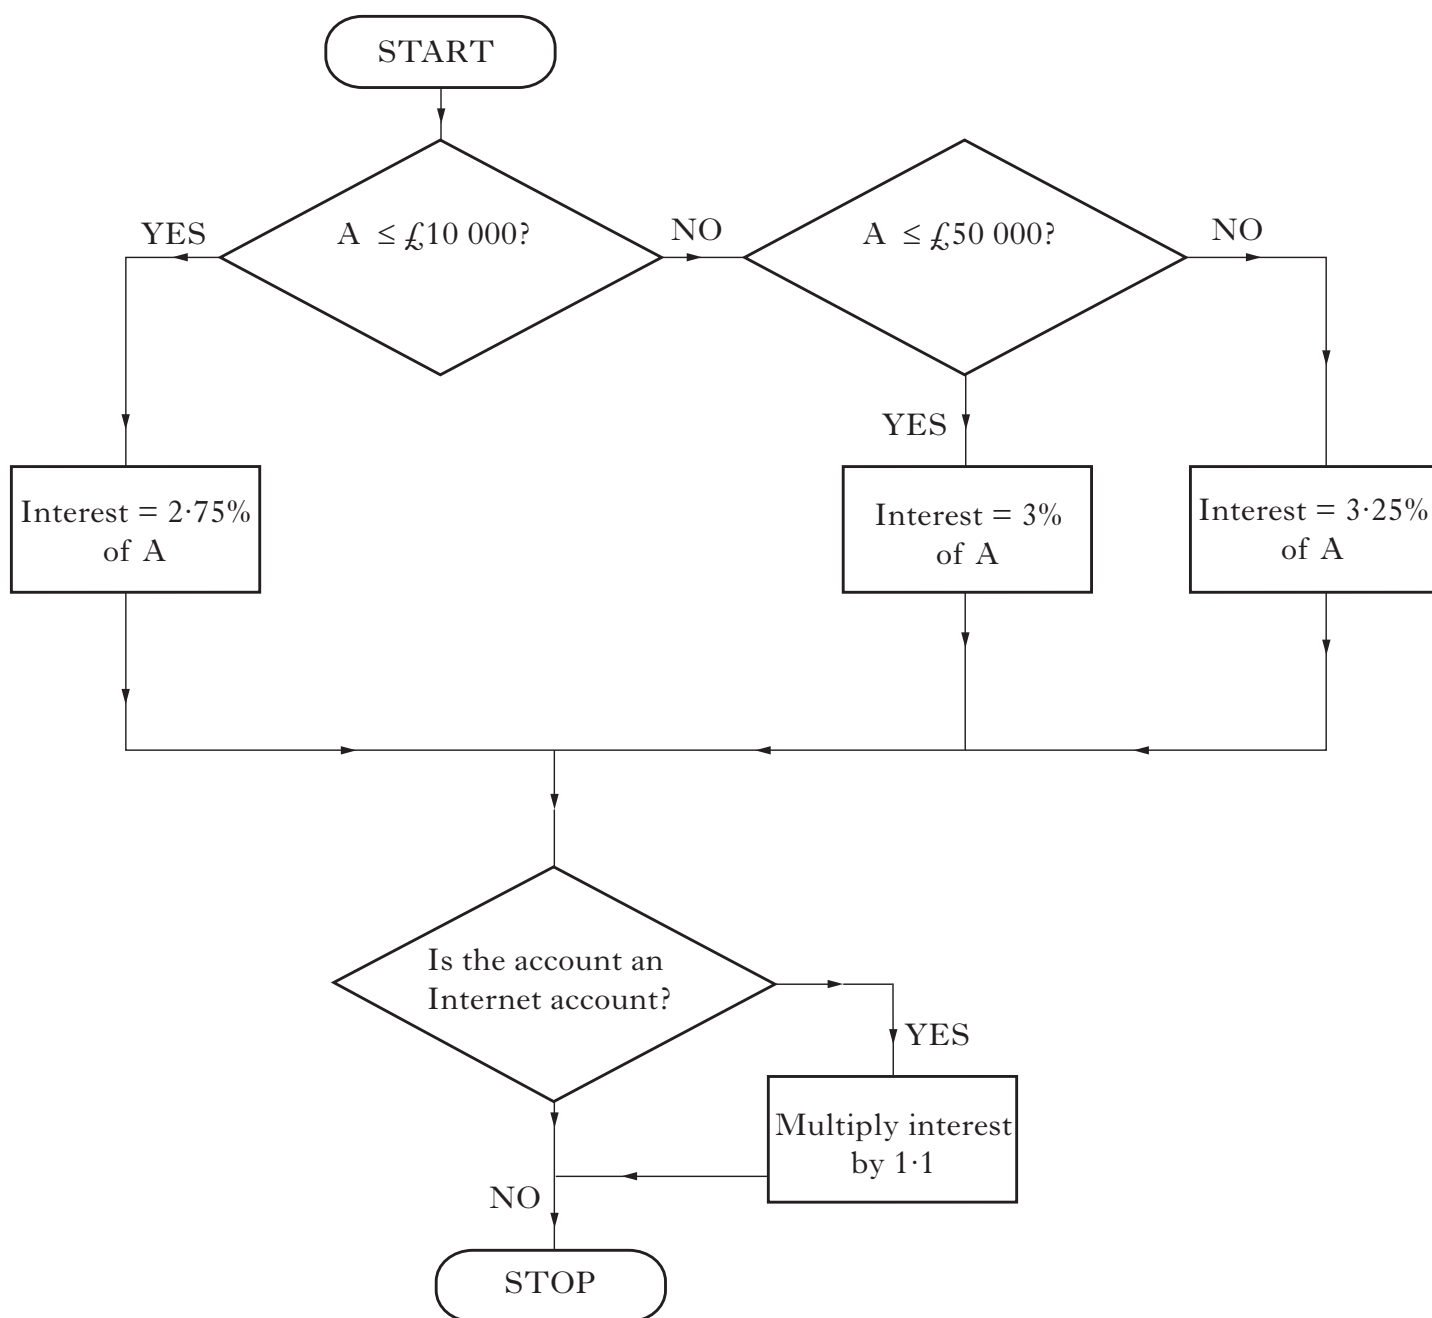 START
A ≤ £10 000?
A ≤ £50 000?
YES
NO
NO
YES
Interest = 2·75%
of A
Interest = 3%
of A
Interest = 3·25%
of A
Is the account an
Internet account?
YES
Multiply interest
by 1·1
NO
STOP